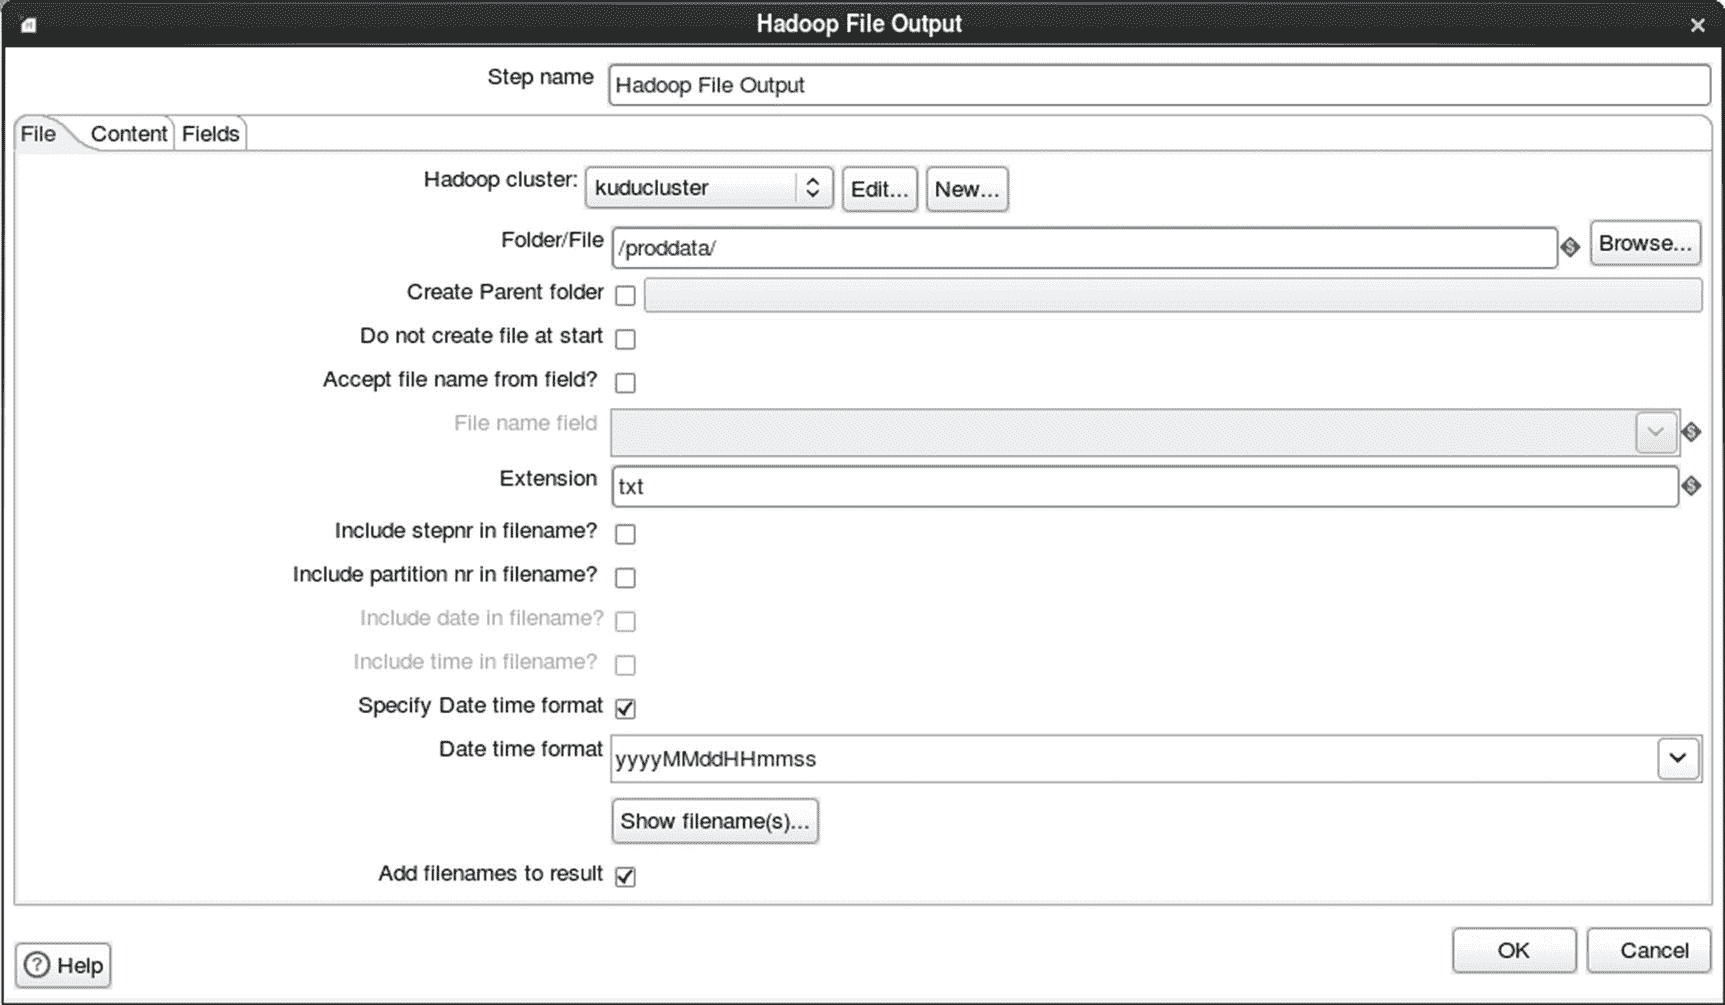 Hadoop File Output
Step name Hadoop File Output
File Content Fields
Hadoop cluster: kuducluster Edit... New...
Folder/File /proddata/ Browse...
Create Parent folder
Do not create file at start
Accept file name from field?
File name field
Extension txt
Include stepnr in filename?
Include partition nr in filename?
Include date in filename?
Include time in filename?
Specify Date time format
Date time format yyyyMMddHHmmss
Show filename(s)...
Add filenames to result
Help OK Cancel